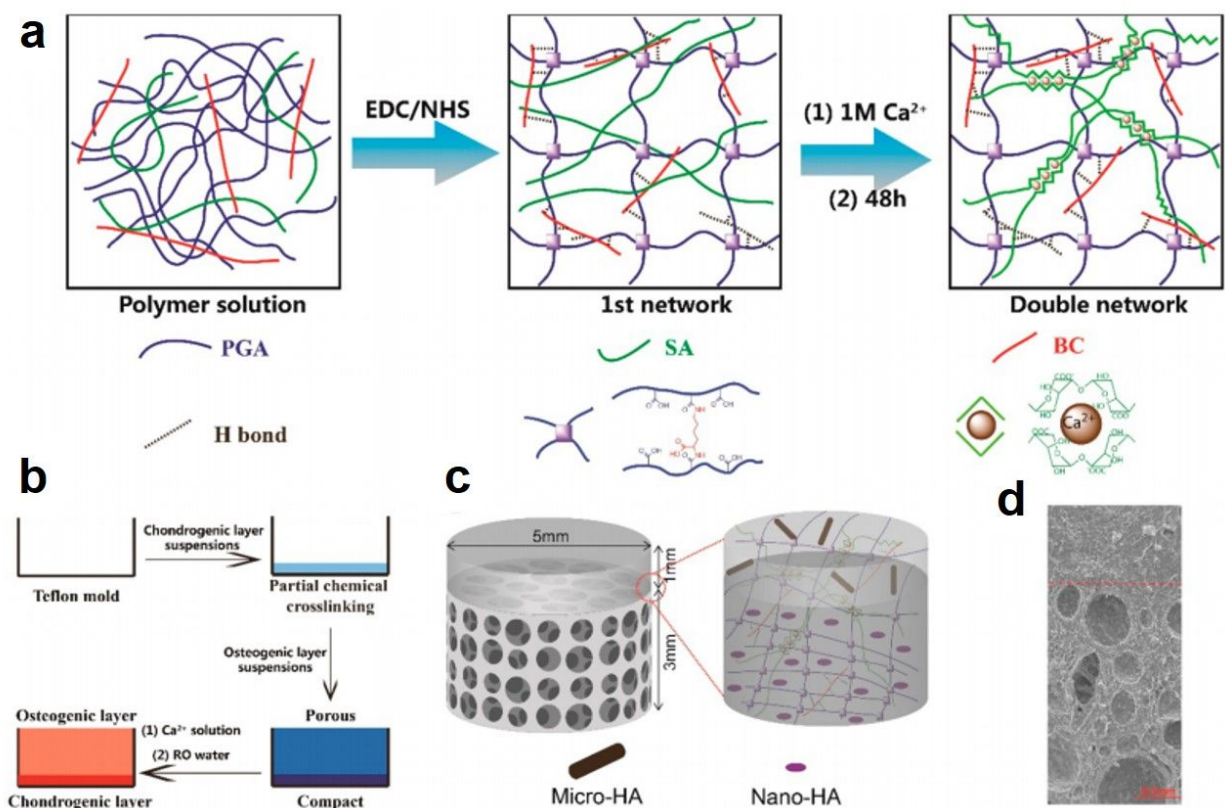 a
EDC/NHS
(1) 1M Ca²⁺
(2) 48h
Polymer solution
1st network
Double network
PGA
SA
BC
H bond
Ca²⁺
b
Chondrogenic layer
suspensions
Teflon mold
Partial chemical
crosslinking
Osteogenic layer
suspensions
Osteogenic layer
(1) Ca²⁺ solution
Porous
(2) RO water
Chondrogenic layer
Compact
c
5mm
1mm
3mm
Micro-HA
Nano-HA
d